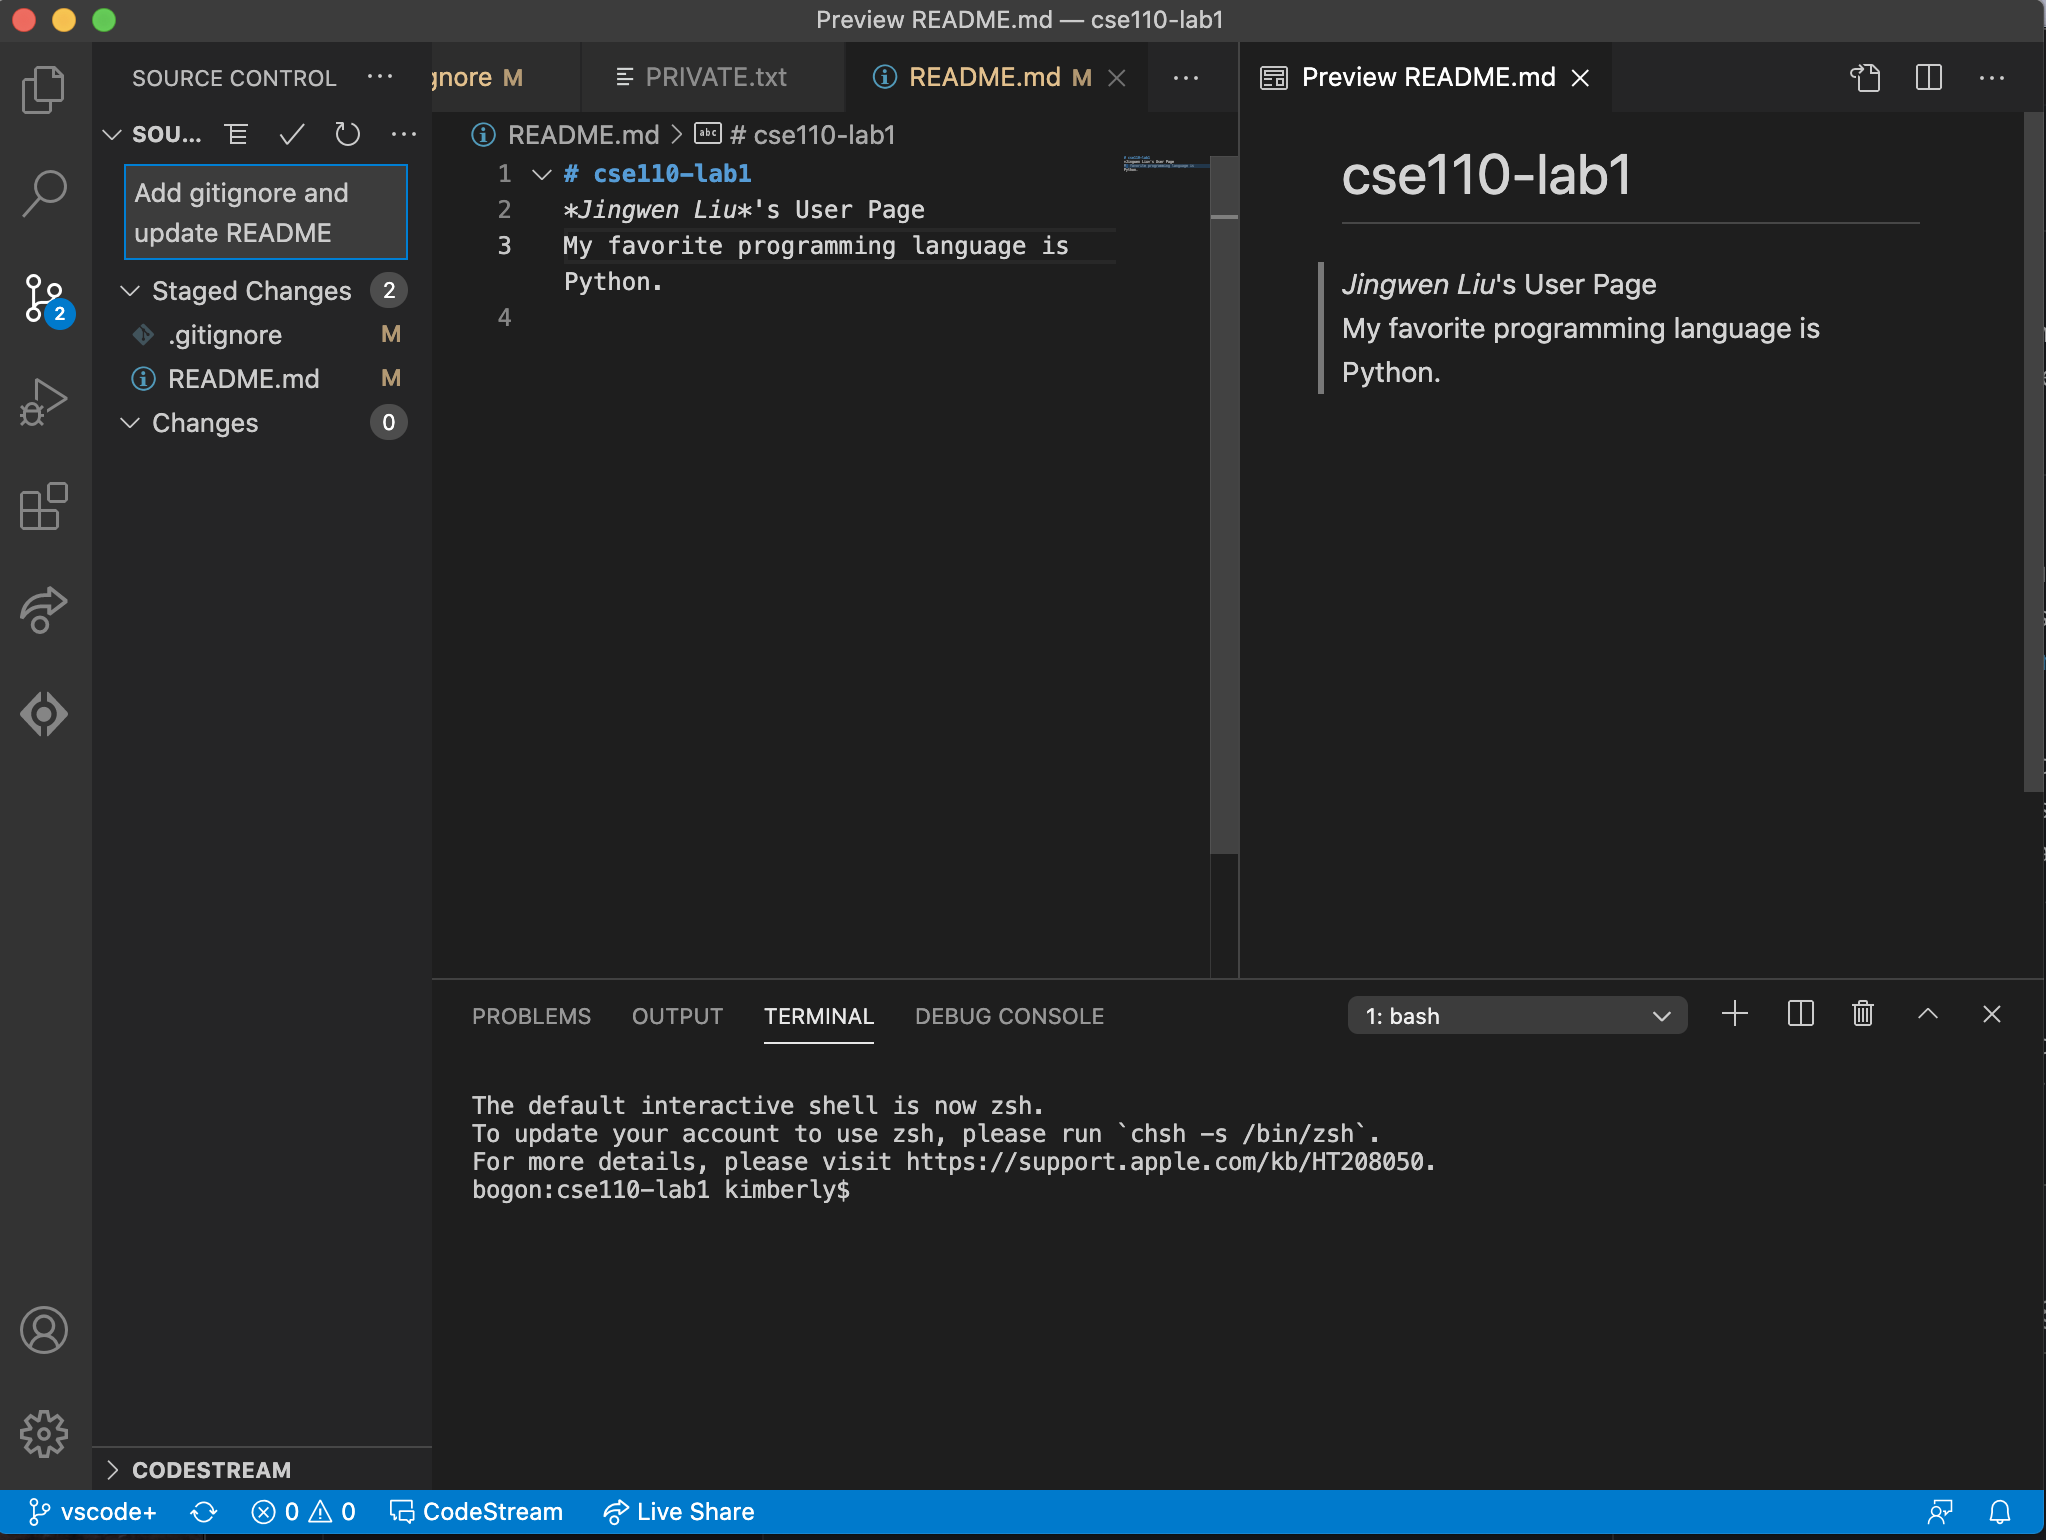 Preview README.md — cse110-lab1
SOURCE CONTROL
SOU...
Add gitignore and
update README
Staged Changes 2
.gitignore M
README.md M
Changes 0
2
CODESTREAM
gnore M
PRIVATE.txt
README.md M
README.md > abc # cse110-lab1
1 # cse110-lab1
2 *Jingwen Liu*'s User Page
3 My favorite programming language is
Python.
4
Preview README.md
cse110-lab1
Jingwen Liu's User Page
My favorite programming language is
Python.
PROBLEMS OUTPUT TERMINAL DEBUG CONSOLE 1: bash
The default interactive shell is now zsh.
To update your account to use zsh, please run `chsh -s /bin/zsh`.
For more details, please visit https://support.apple.com/kb/HT208050.
bogon:cse110-lab1 kimberly$
vscode+ 0 0 CodeStream Live Share